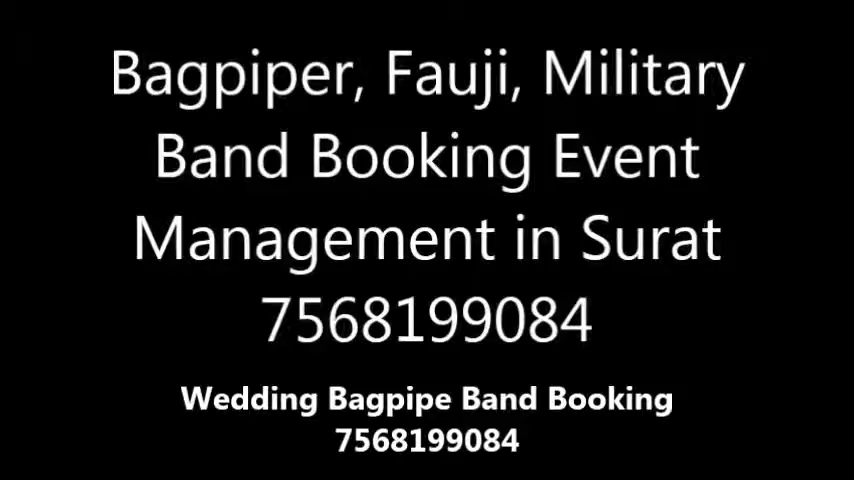 Bagpiper, Fauji, Military
Band Booking Event
Management in Surat
7568199084
Wedding Bagpipe Band Booking
7568199084